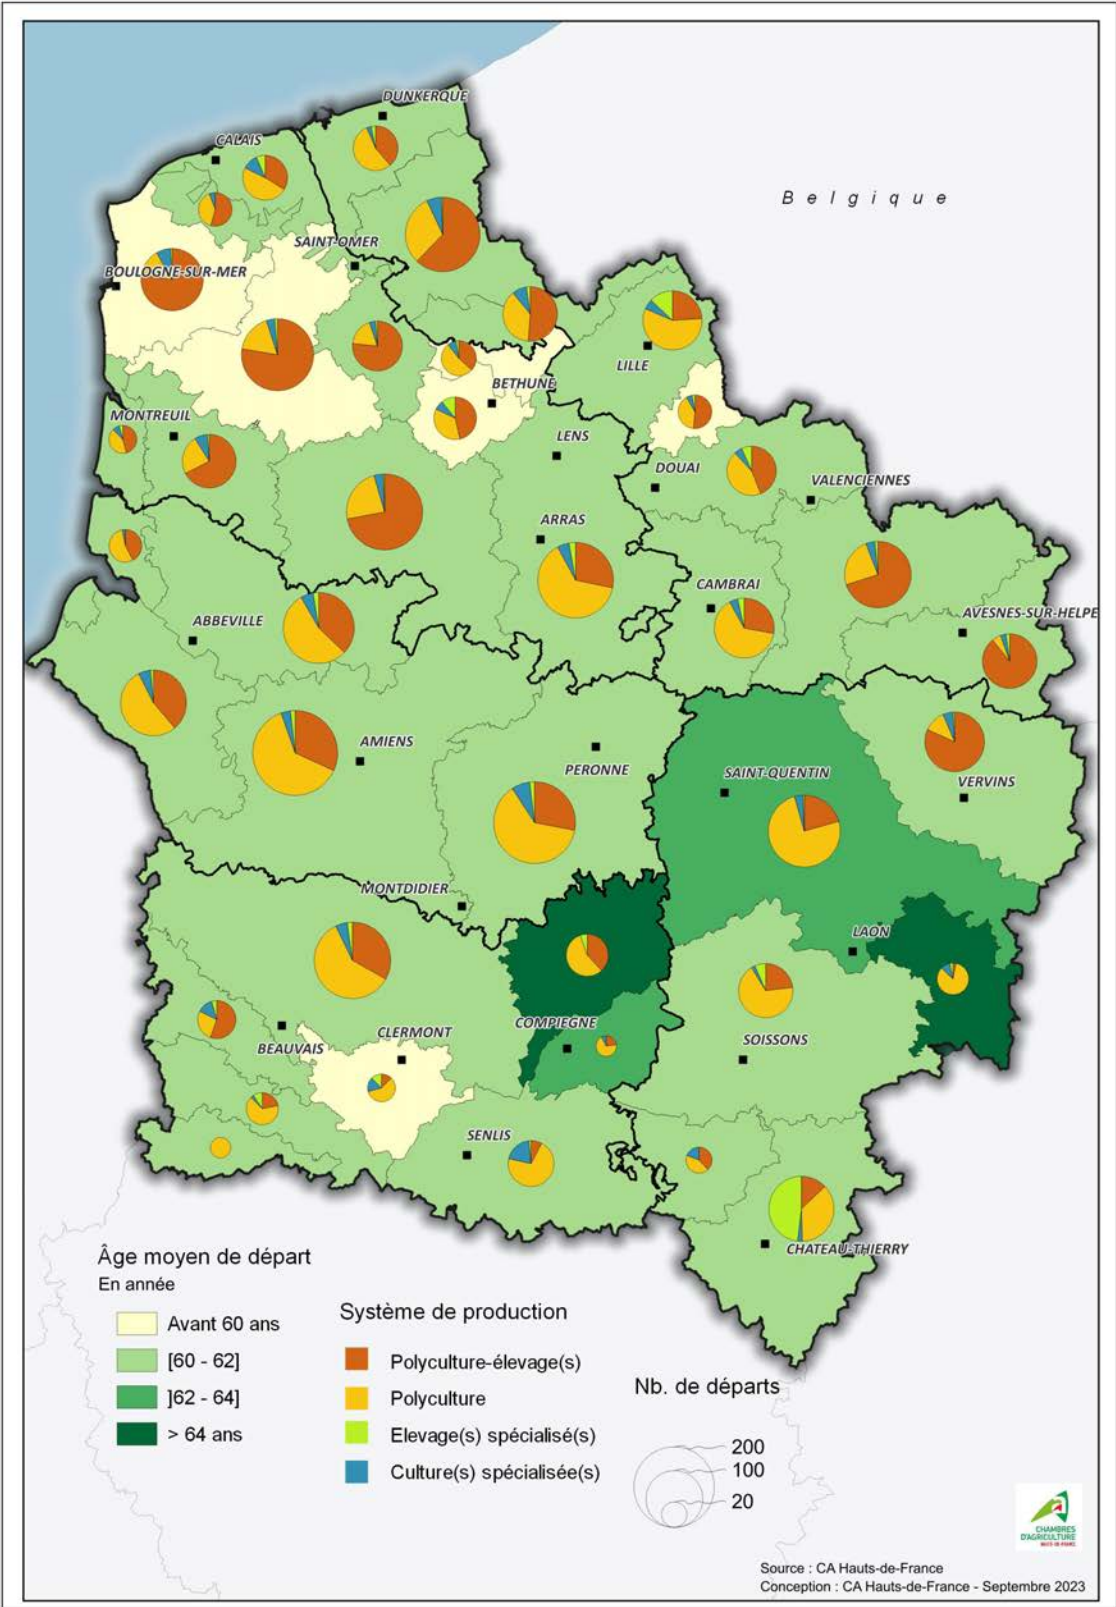 DUNKERQUE
CALAIS
Belgique
SAINT-OMER
BOULOGNE-SUR-MER
LILLE
BETHUNE
MONTREUIL
LENS
DOUAI
VALENCIENNES
ARRAS
CAMBRAI
AVESNES-SUR-HELPE
ABBEVILLE
AMIENS
PERONNE
SAINT-QUENTIN
VERVINS
MONTDIDIER
LAON
COMPIEGNE
CLERMONT
SOISSONS
BEAUVAIS
SENLIS
CHATEAU-THIERRY
Âge moyen de départ
En année
Avant 60 ans
[60 - 62]
]62 - 64]
> 64 ans
Système de production
Polyculture-élevage(s)
Polyculture
Elevage(s) spécialisé(s)
Culture(s) spécialisée(s)
Nb. de départs
200
100
20
CHAMBRES
D'AGRICULTURE
HAUTS-DE-FRANCE
Source : CA Hauts-de-France
Conception : CA Hauts-de-France - Septembre 2023